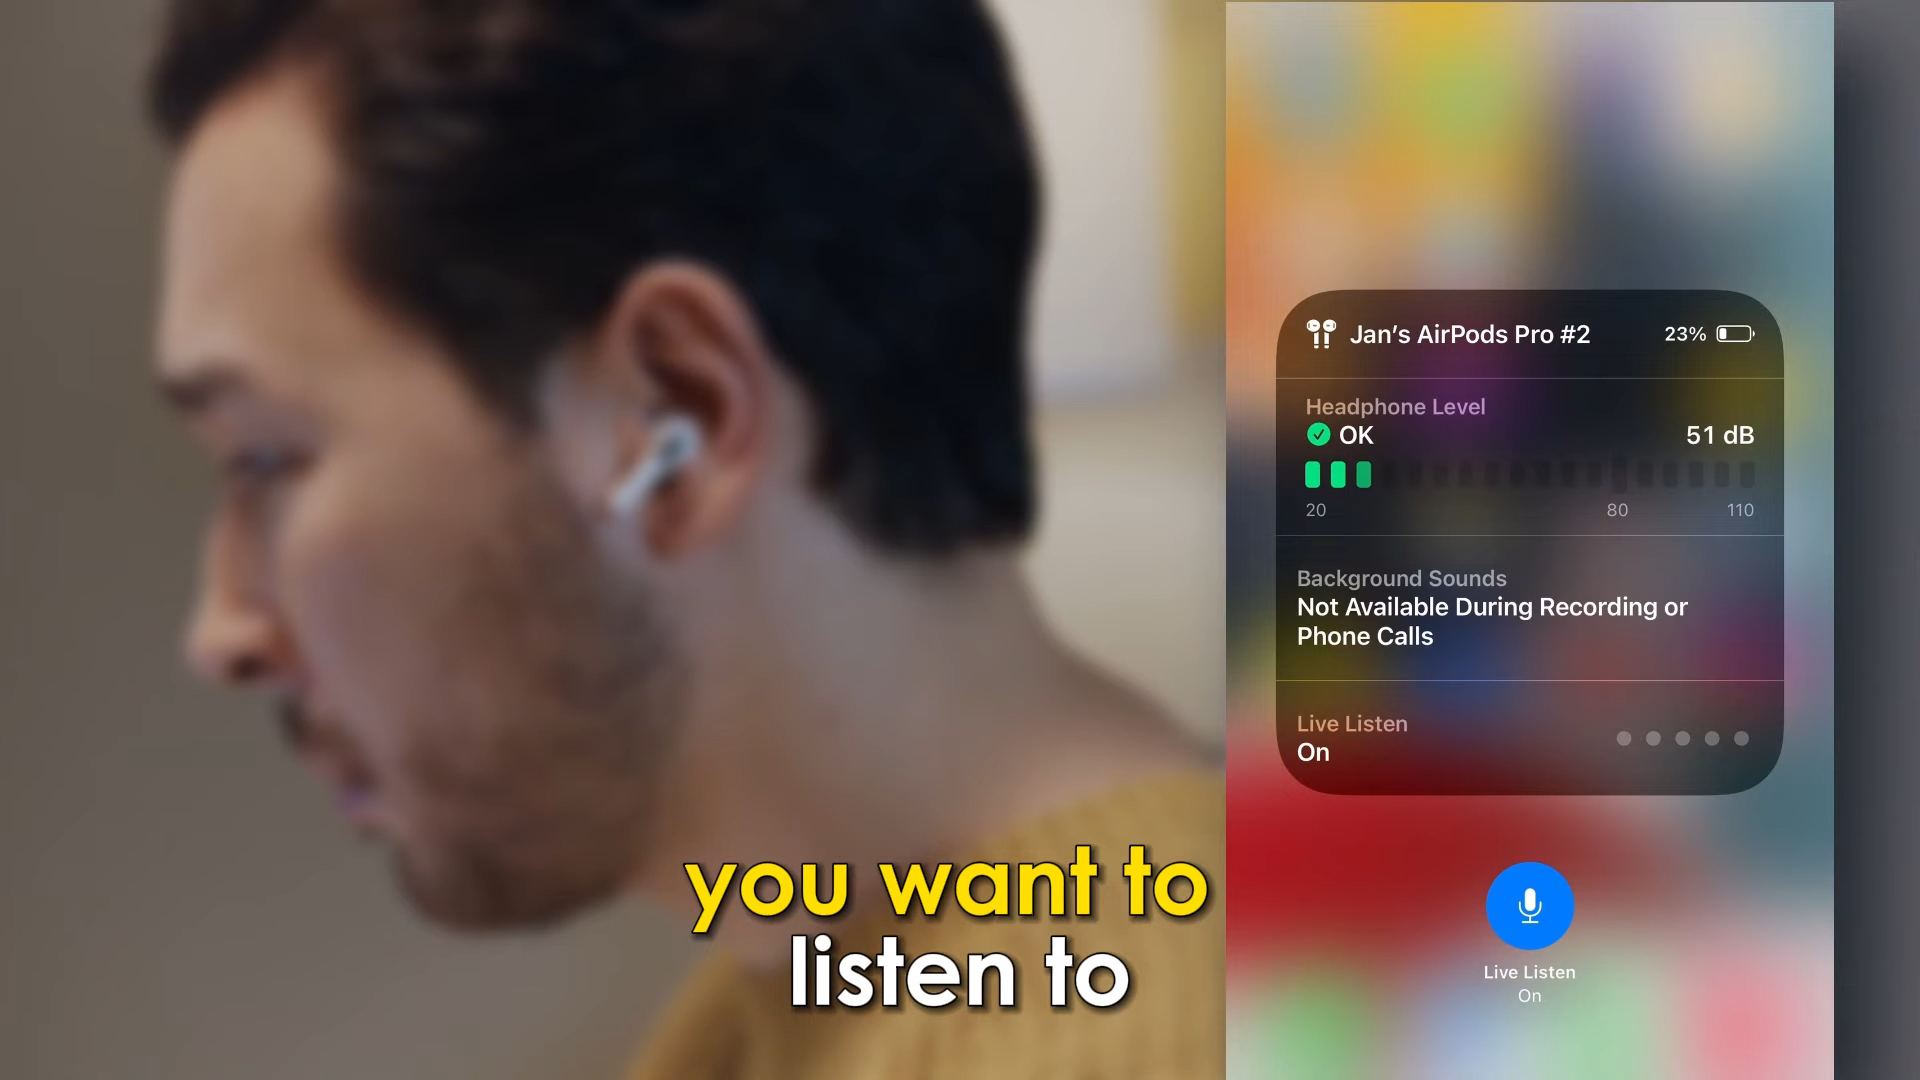 Jan’s AirPods Pro #2 23%
Headphone Level
OK 51 dB
20 80 110
Background Sounds
Not Available During Recording or
Phone Calls
Live Listen
On
Live Listen
On
you want to
listen to